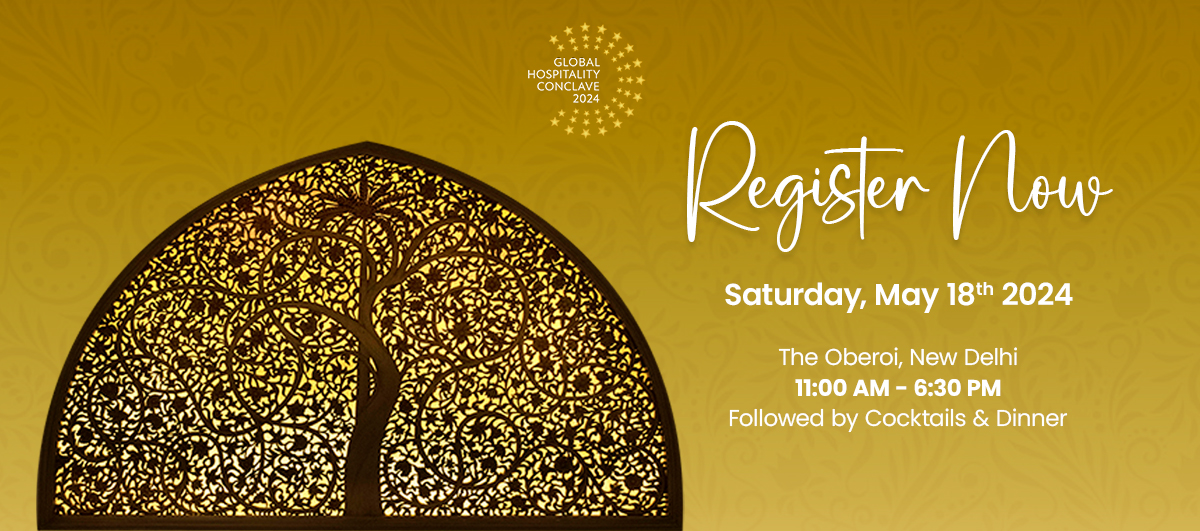 GLOBAL
HOSPITALITY
CONCLAVE
2024
Register Now
Saturday, May 18th 2024
The Oberoi, New Delhi
11:00 AM - 6:30 PM
Followed by Cocktails & Dinner